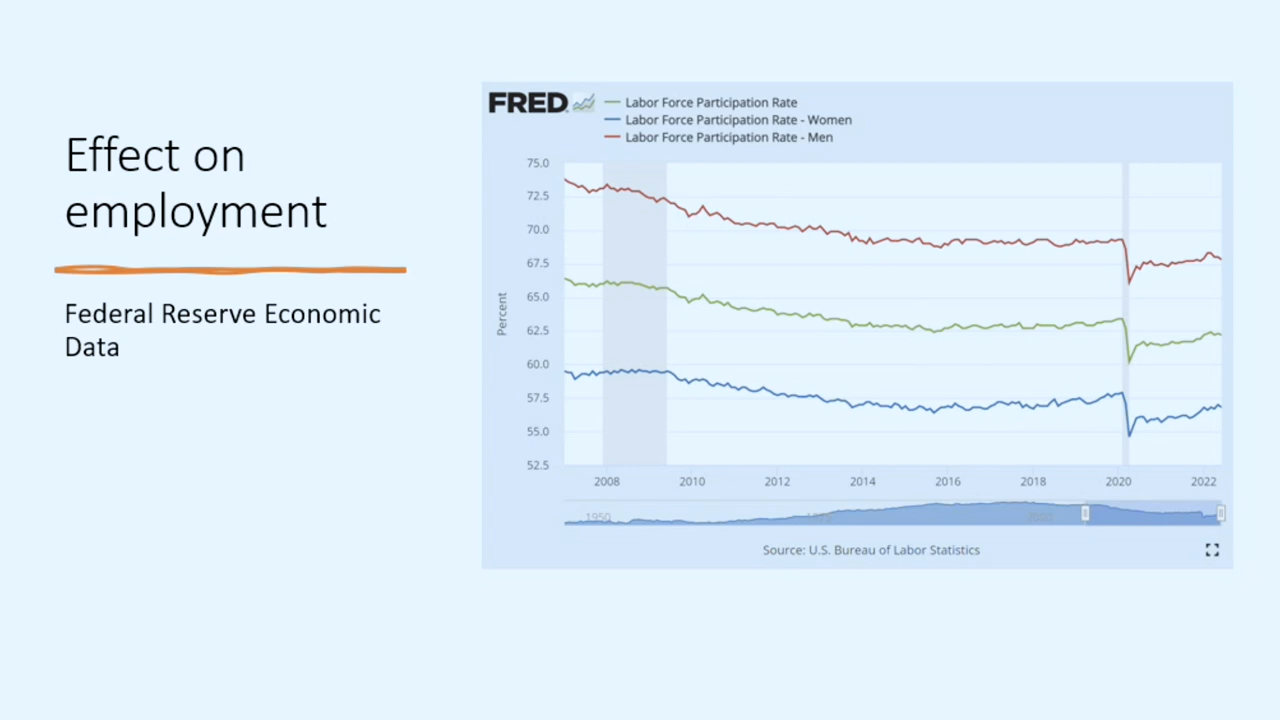 Effect on
employment
Federal Reserve Economic
Data
FRED
Labor Force Participation Rate
Labor Force Participation Rate - Women
Labor Force Participation Rate - Men
75.0
72.5
70.0
67.5
65.0
62.5
60.0
57.5
55.0
52.5
Percent
2008 2010 2012 2014 2016 2018 2020 2022
1950
Source: U.S. Bureau of Labor Statistics